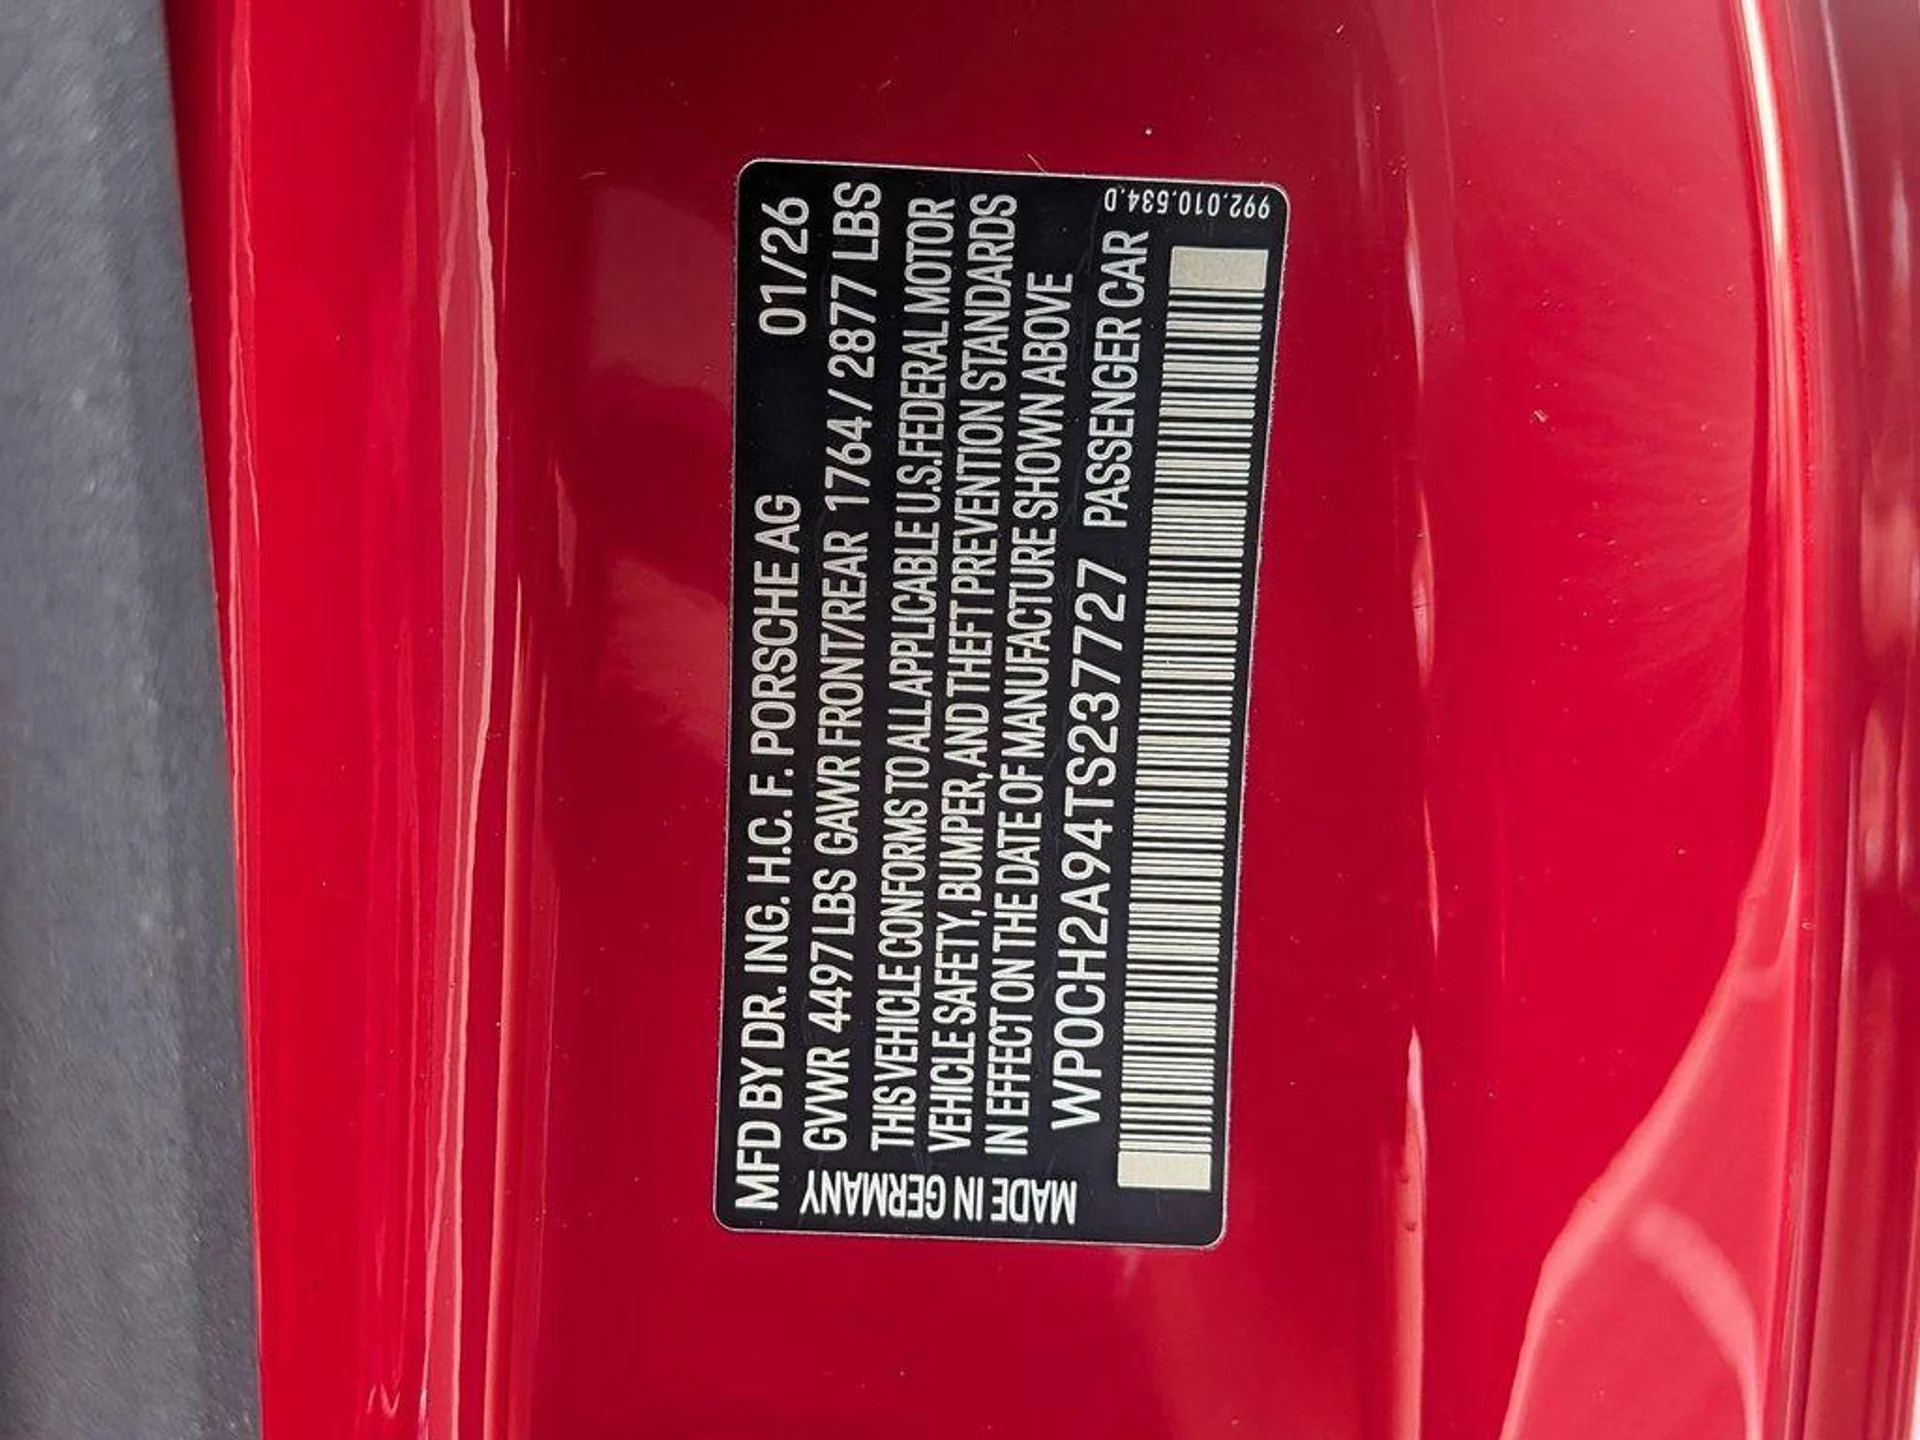 MFD BY DR. ING. H.C. F. PORSCHE AG 01/26
GVWR 4497 LBS GAWR FRONT/REAR 1764 / 2877 LBS
THIS VEHICLE CONFORMS TO ALL APPLICABLE U.S. FEDERAL MOTOR
VEHICLE SAFETY, BUMPER, AND THEFT PREVENTION STANDARDS
IN EFFECT ON THE DATE OF MANUFACTURE SHOWN ABOVE
WP0CH2A94TS237727 PASSENGER CAR
MADE IN GERMANY
992.010.534.D